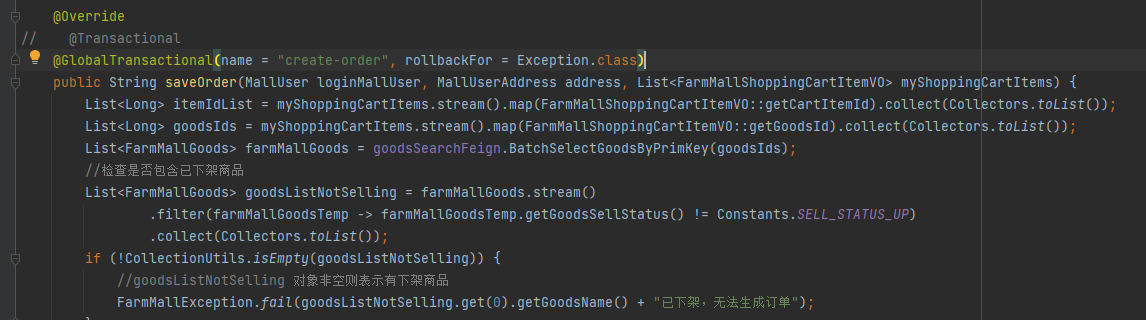 @Override
//    @Transactional
@GlobalTransactional(name = "create-order", rollbackFor = Exception.class)
public String saveOrder(MallUser loginMallUser, MallUserAddress address, List<FarmMallShoppingCartItemVO> myShoppingCartItems) {
List<Long> itemIdList = myShoppingCartItems.stream().map(FarmMallShoppingCartItemVO::getCartItemId).collect(Collectors.toList());
List<Long> goodsIds = myShoppingCartItems.stream().map(FarmMallShoppingCartItemVO::getGoodsId).collect(Collectors.toList());
List<FarmMallGoods> farmMallGoods = goodsSearchFeign.BatchSelectGoodsByPrimKey(goodsIds);
//检查是否包含已下架商品
List<FarmMallGoods> goodsListNotSelling = farmMallGoods.stream()
.filter(farmMallGoodsTemp -> farmMallGoodsTemp.getGoodsSellStatus() != Constants.SELL_STATUS_UP)
.collect(Collectors.toList());
if (!CollectionUtils.isEmpty(goodsListNotSelling)) {
//goodsListNotSelling 对象非空则表示有下架商品
FarmMallException.fail(goodsListNotSelling.get(0).getGoodsName() + "已下架，无法生成订单");
}